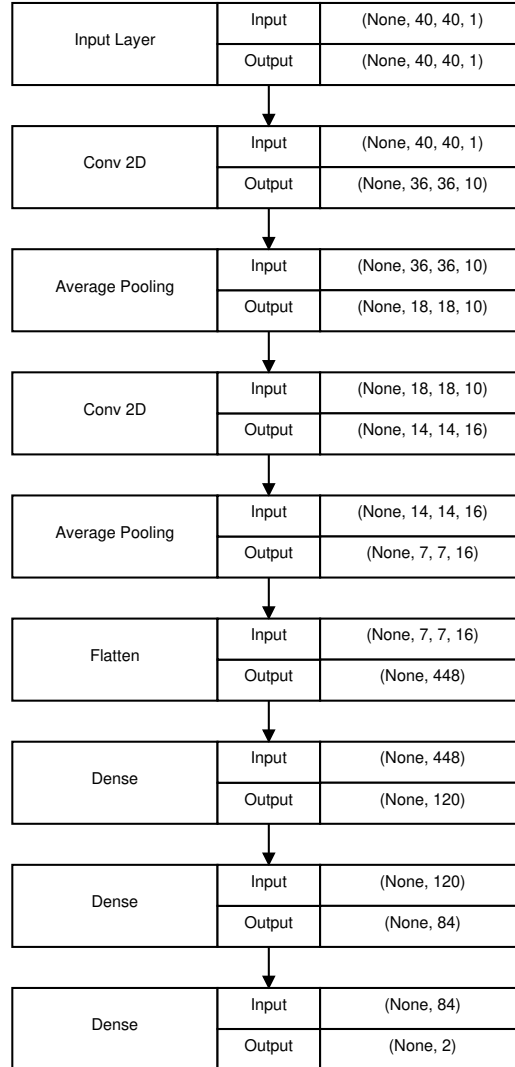 Input Layer
Input
(None, 40, 40, 1)
Output
(None, 40, 40, 1)
Conv 2D
Input
(None, 40, 40, 1)
Output
(None, 36, 36, 10)
Average Pooling
Input
(None, 36, 36, 10)
Output
(None, 18, 18, 10)
Conv 2D
Input
(None, 18, 18, 10)
Output
(None, 14, 14, 16)
Average Pooling
Input
(None, 14, 14, 16)
Output
(None, 7, 7, 16)
Flatten
Input
(None, 7, 7, 16)
Output
(None, 448)
Dense
Input
(None, 448)
Output
(None, 120)
Dense
Input
(None, 120)
Output
(None, 84)
Dense
Input
(None, 84)
Output
(None, 2)